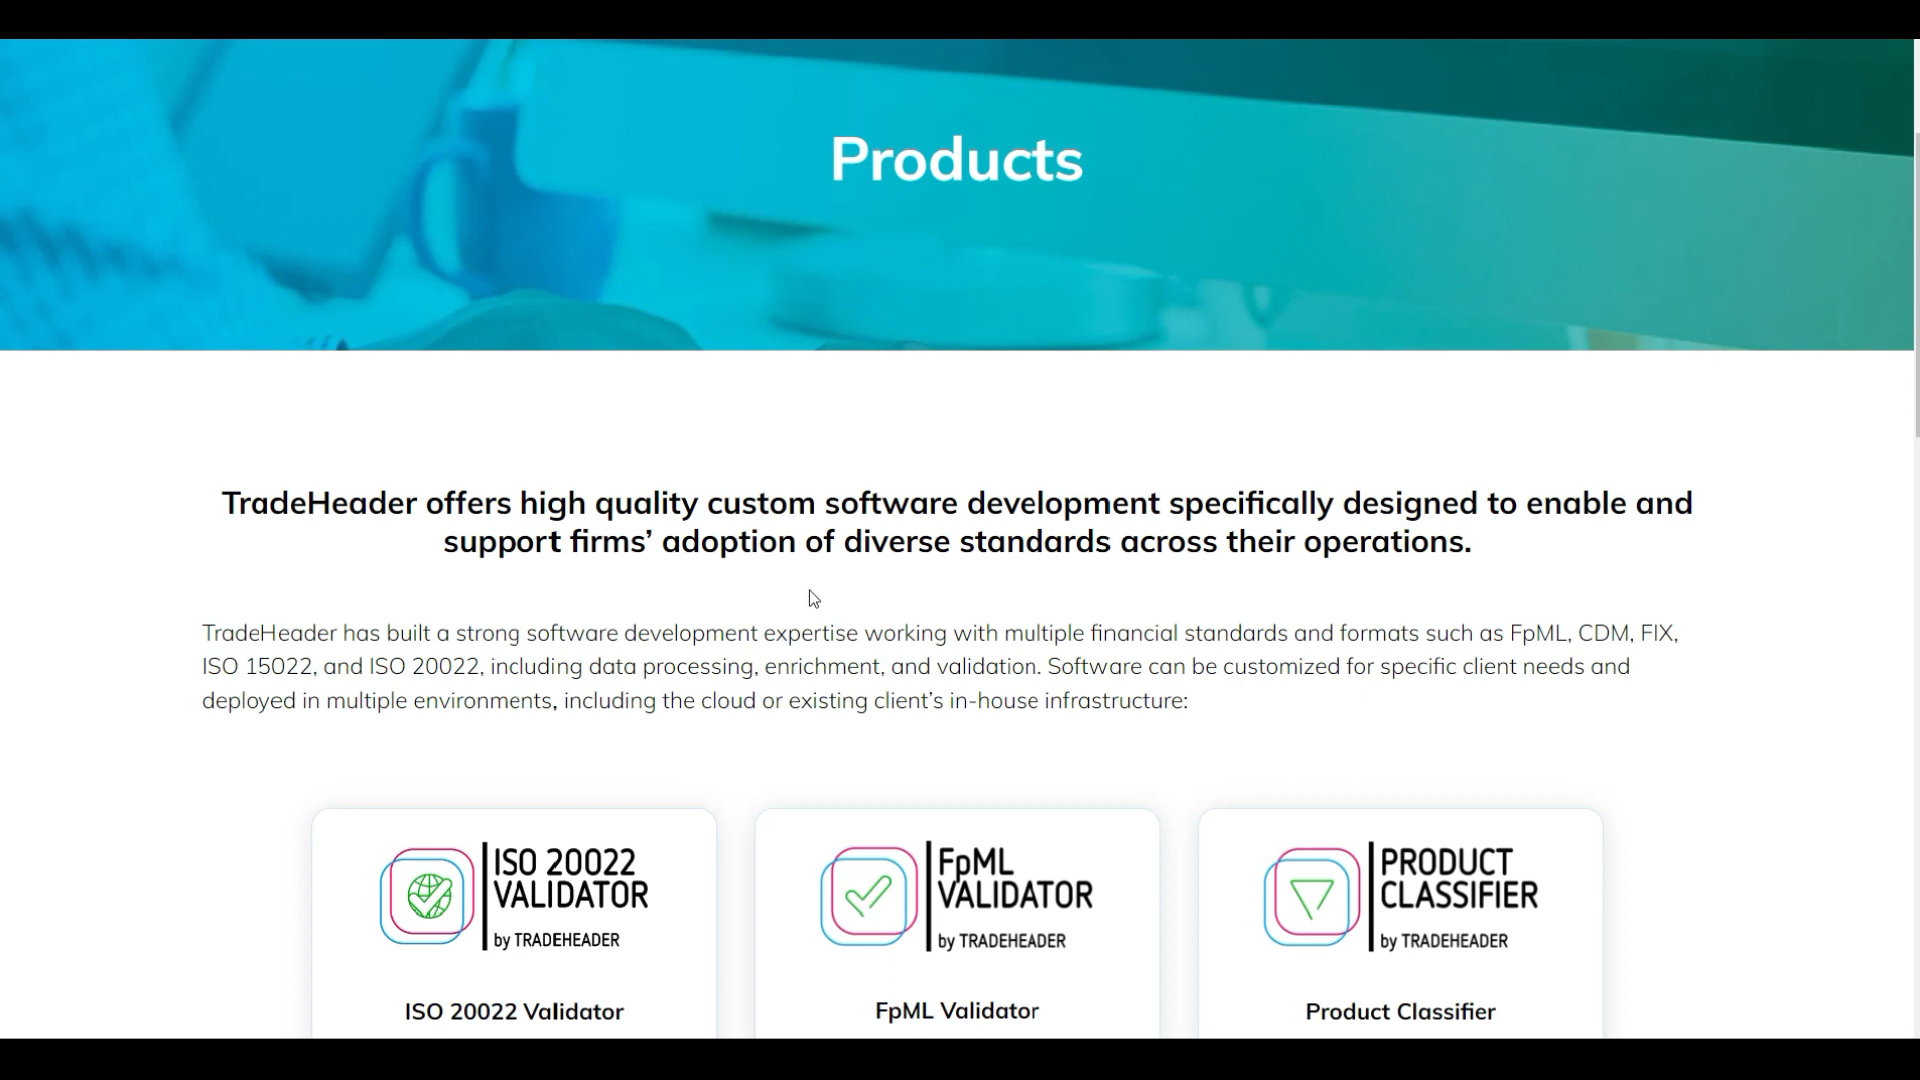 Products
TradeHeader offers high quality custom software development specifically designed to enable and
support firms’ adoption of diverse standards across their operations.
TradeHeader has built a strong software development expertise working with multiple financial standards and formats such as FpML, CDM, FIX,
ISO 15022, and ISO 20022, including data processing, enrichment, and validation. Software can be customized for specific client needs and
deployed in multiple environments, including the cloud or existing client’s in-house infrastructure:
ISO 20022
VALIDATOR
by TRADEHEADER
ISO 20022 Validator
FpML
VALIDATOR
by TRADEHEADER
FpML Validator
PRODUCT
CLASSIFIER
by TRADEHEADER
Product Classifier